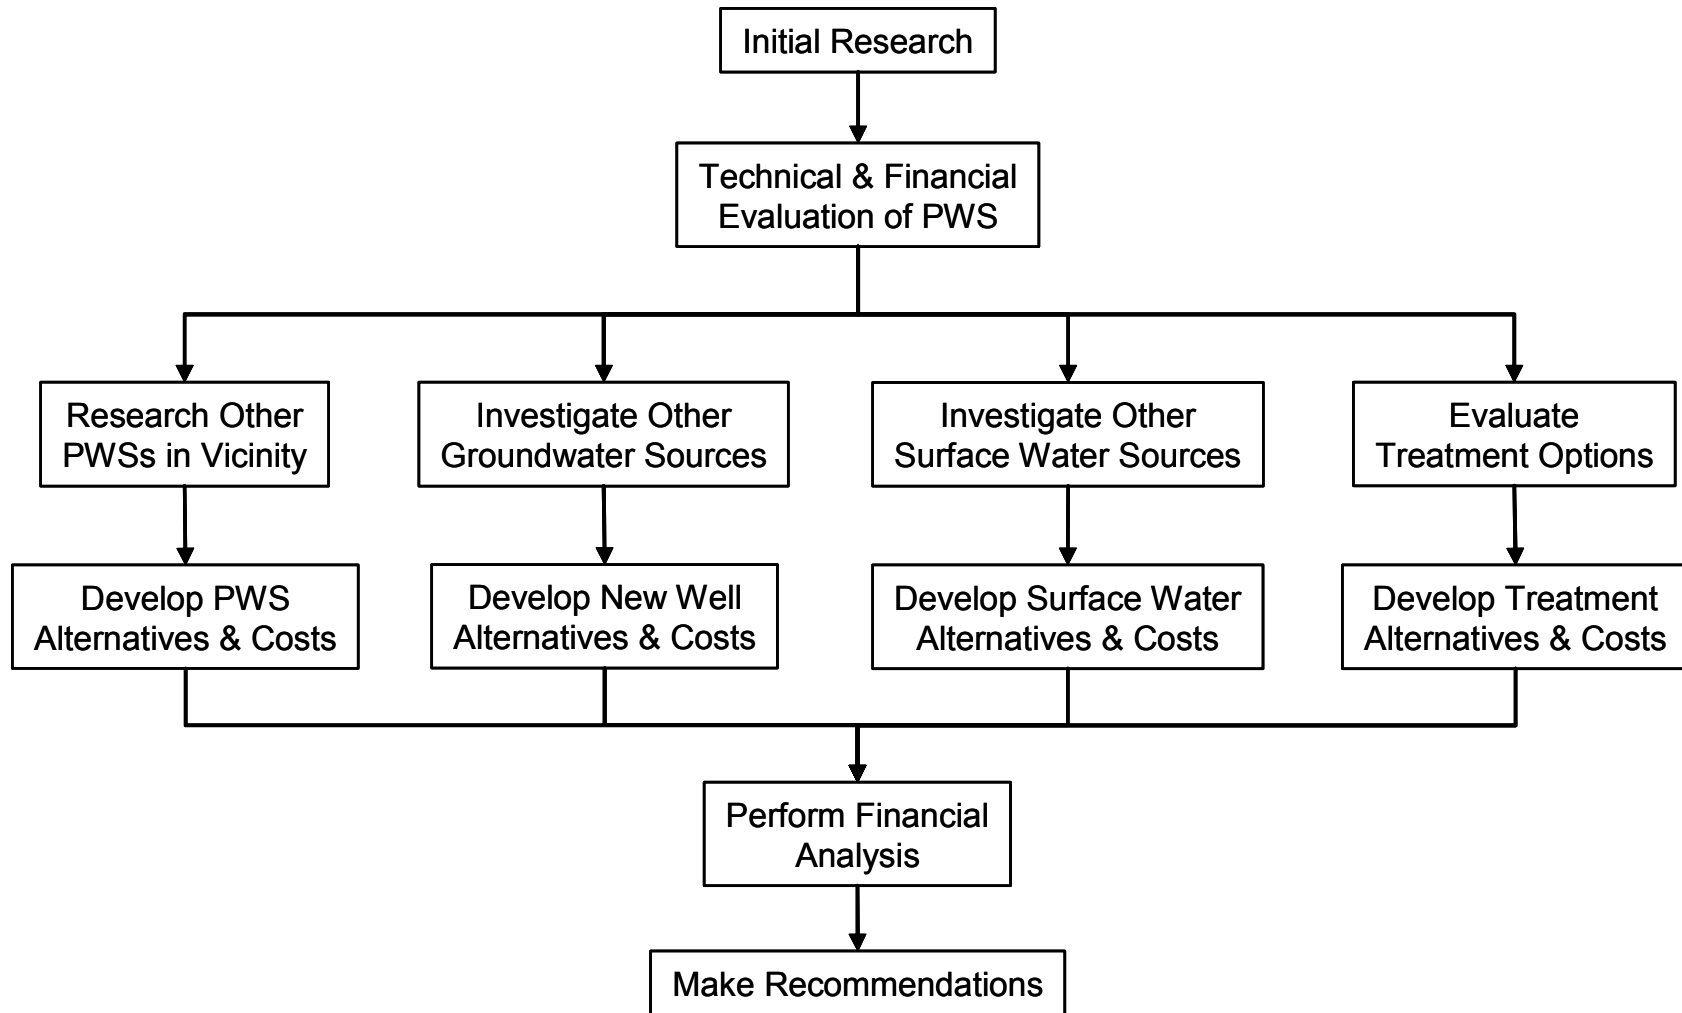 Initial Research
Technical & Financial
Evaluation of PWS
Research Other
PWSs in Vicinity
Investigate Other
Groundwater Sources
Investigate Other
Surface Water Sources
Evaluate
Treatment Options
Develop PWS
Alternatives & Costs
Develop New Well
Alternatives & Costs
Develop Surface Water
Alternatives & Costs
Develop Treatment
Alternatives & Costs
Perform Financial
Analysis
Make Recommendations